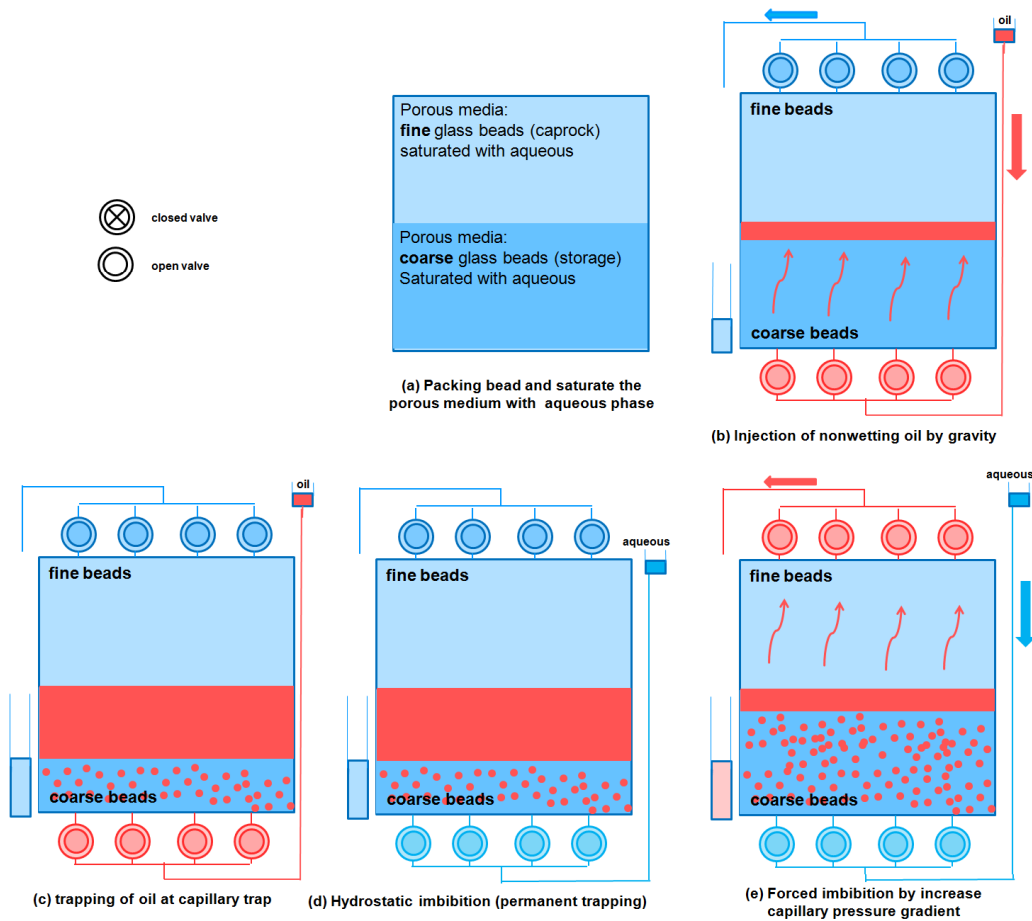 Porous media:
fine glass beads (caprock)
saturated with aqueous
Porous media:
coarse glass beads (storage)
Saturated with aqueous
(a) Packing bead and saturate the
porous medium with aqueous phase
closed valve
open valve
oil
fine beads
coarse beads
(b) Injection of nonwetting oil by gravity
oil
fine beads
coarse beads
(c) trapping of oil at capillary trap
aqueous
fine beads
coarse beads
(d) Hydrostatic imbibition (permanent trapping)
aqueous
fine beads
coarse beads
(e) Forced imbibition by increase
capillary pressure gradient